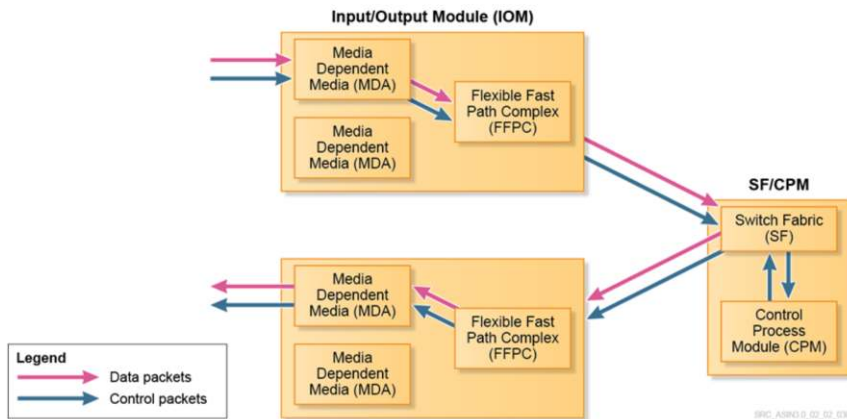 Input/Output Module (IOM)
Media
Dependent
Media (MDA)
Flexible Fast
Path Complex
(FFPC)
Media
Dependent
Media (MDA)
SF/CPM
Switch Fabric
(SF)
Control
Process
Module (CPM)
Media
Dependent
Media (MDA)
Flexible Fast
Path Complex
(FFPC)
Media
Dependent
Media (MDA)
Legend
Data packets
Control packets